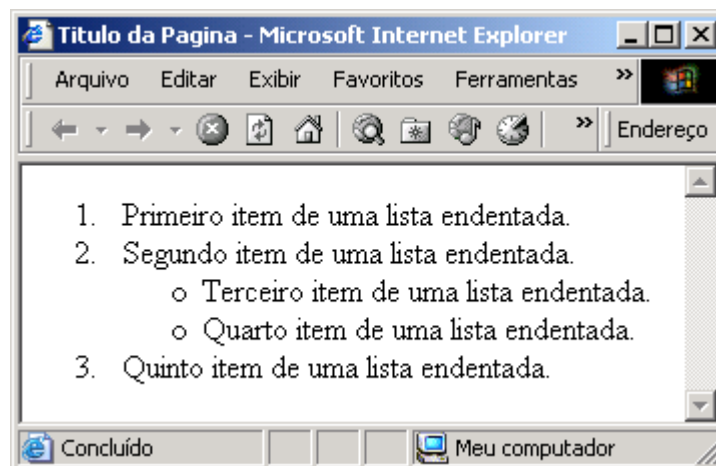 Titulo da Pagina - Microsoft Internet Explorer
Arquivo Editar Exibir Favoritos Ferramentas »
» Endereço
1. Primeiro item de uma lista endentada.
2. Segundo item de uma lista endentada.
o Terceiro item de uma lista endentada.
o Quarto item de uma lista endentada.
3. Quinto item de uma lista endentada.
Concluído Meu computador